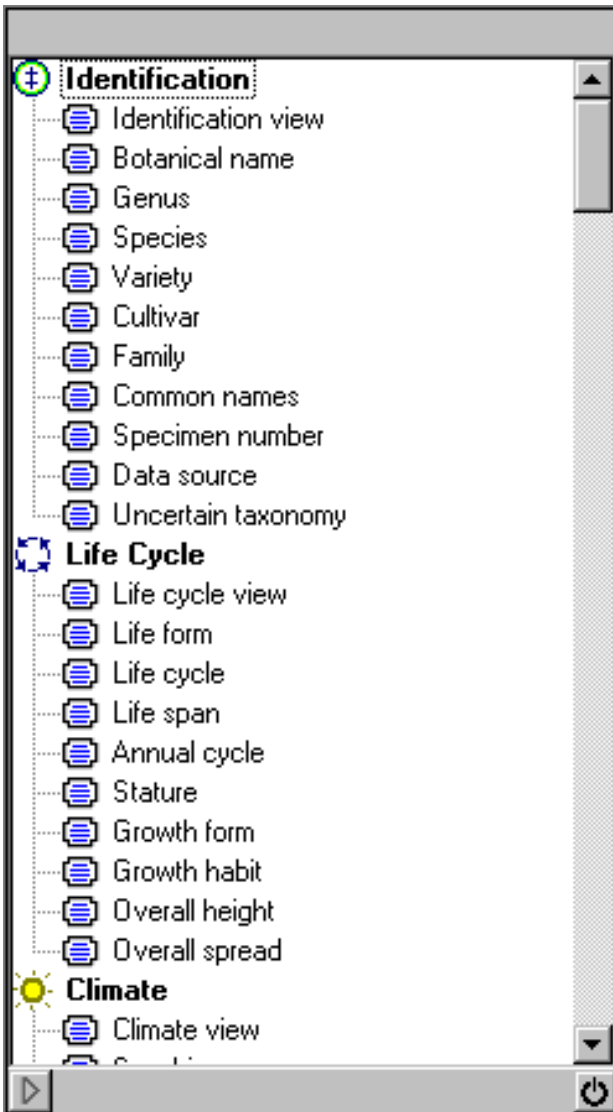 Identification
Identification view
Botanical name
Genus
Species
Variety
Cultivar
Family
Common names
Specimen number
Data source
Uncertain taxonomy
Life Cycle
Life cycle view
Life form
Life cycle
Life span
Annual cycle
Stature
Growth form
Growth habit
Overall height
Overall spread
Climate
Climate view